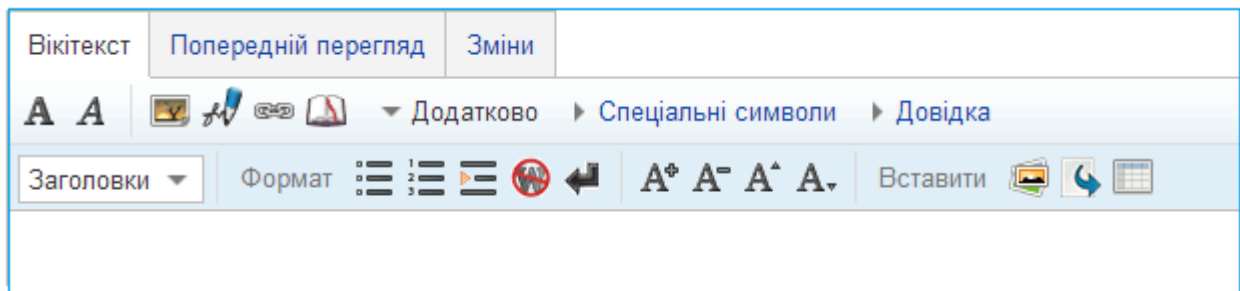 Вікітекст Попередній перегляд Зміни
A A Додатково Спеціальні символи Довідка
Заголовки Формат A+ A- A A Вставити